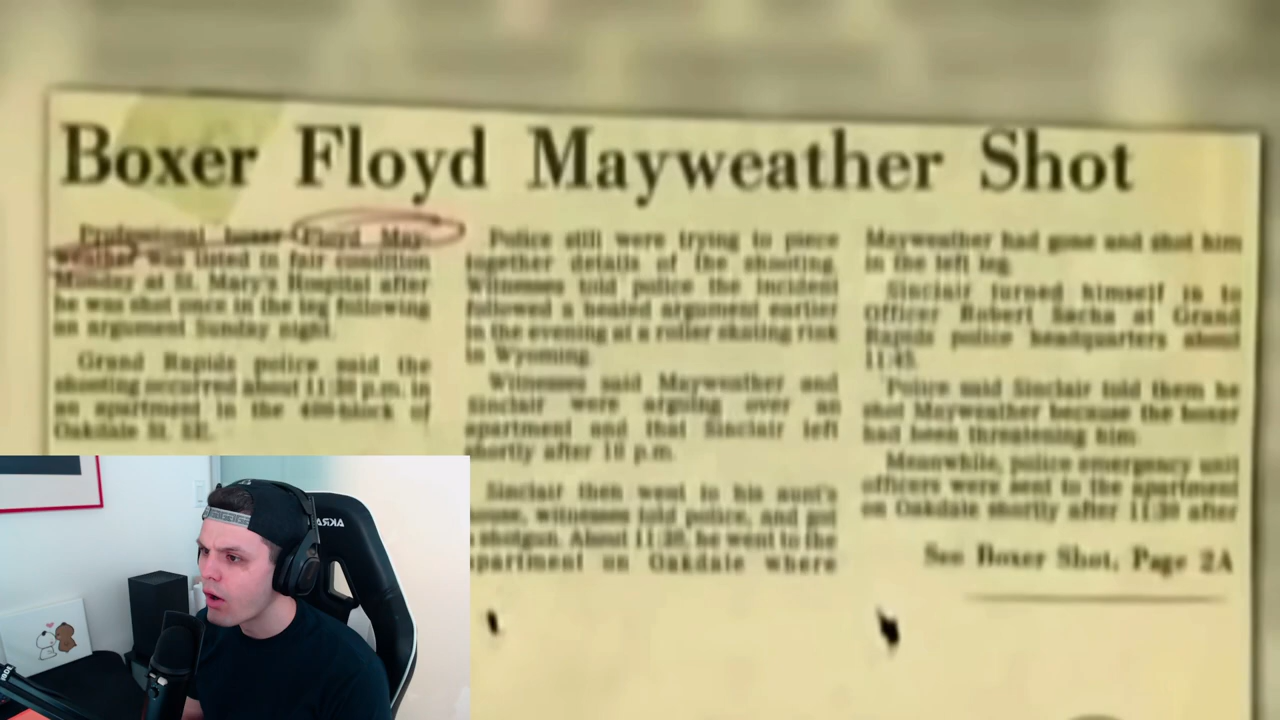 Boxer Floyd Mayweather Shot
Professional boxer Floyd May-
weather was listed in fair condition
Monday at St. Mary's Hospital after
he was shot once in the leg following
an argument Sunday night.
Grand Rapids police said the
shooting occurred about 11:30 p.m. in
an apartment in the 400-block of
Oakdale St. SE.
Police still were trying to piece
together details of the shooting.
Witnesses told police the incident
followed a heated argument earlier
in the evening at a roller skating rink
in Wyoming.
Witnesses said Mayweather and
Sinclair were arguing over an
apartment and that Sinclair left
shortly after 10 p.m.
Sinclair then went to his aunt's
witnesses told police, and got
shotgun. About 11:30, he went to the
apartment on Oakdale where
Mayweather had gone and shot him
in the left leg.
Sinclair turned himself in to
Officer Robert Sacha at Grand
Rapids police headquarters about
11:45.
Police said Sinclair told them he
shot Mayweather because the boxer
had been threatening him.
Meanwhile, police emergency unit
officers were sent to the apartment
on Oakdale shortly after 11:30 after
See Boxer Shot, Page 2A
AKRA